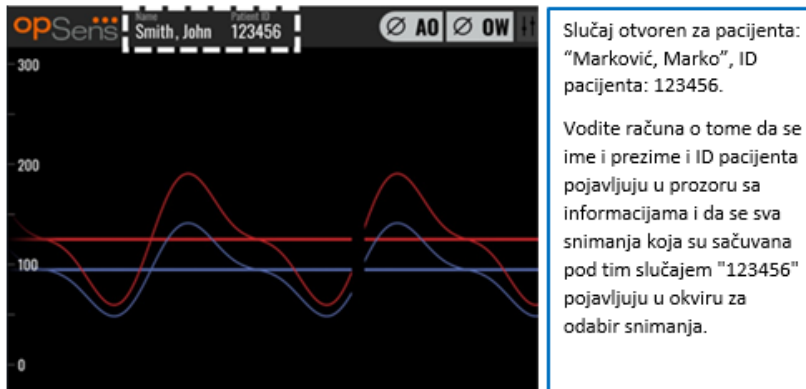 opSens
Name Patient ID
Smith, John 123456
Ø AO Ø OW
300
200
100
0
Slučaj otvoren za pacijenta:
“Marković, Marko”, ID
pacijenta: 123456.
Vodite računa o tome da se
ime i prezime i ID pacijenta
pojavljuju u prozoru sa
informacijama i da se sva
snimanja koja su sačuvana
pod tim slučajem "123456"
pojavljuju u okviru za
odabir snimanja.